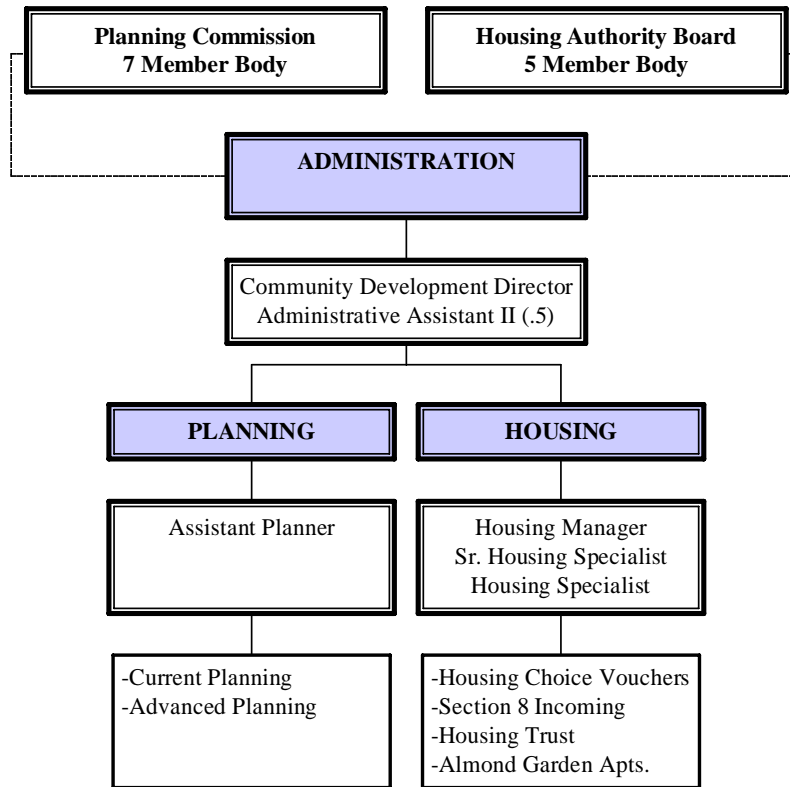 Planning Commission
7 Member Body
Housing Authority Board
5 Member Body
ADMINISTRATION
Community Development Director
Administrative Assistant II (.5)
PLANNING
HOUSING
Assistant Planner
Housing Manager
Sr. Housing Specialist
Housing Specialist
-Current Planning
-Advanced Planning
-Housing Choice Vouchers
-Section 8 Incoming
-Housing Trust
-Almond Garden Apts.